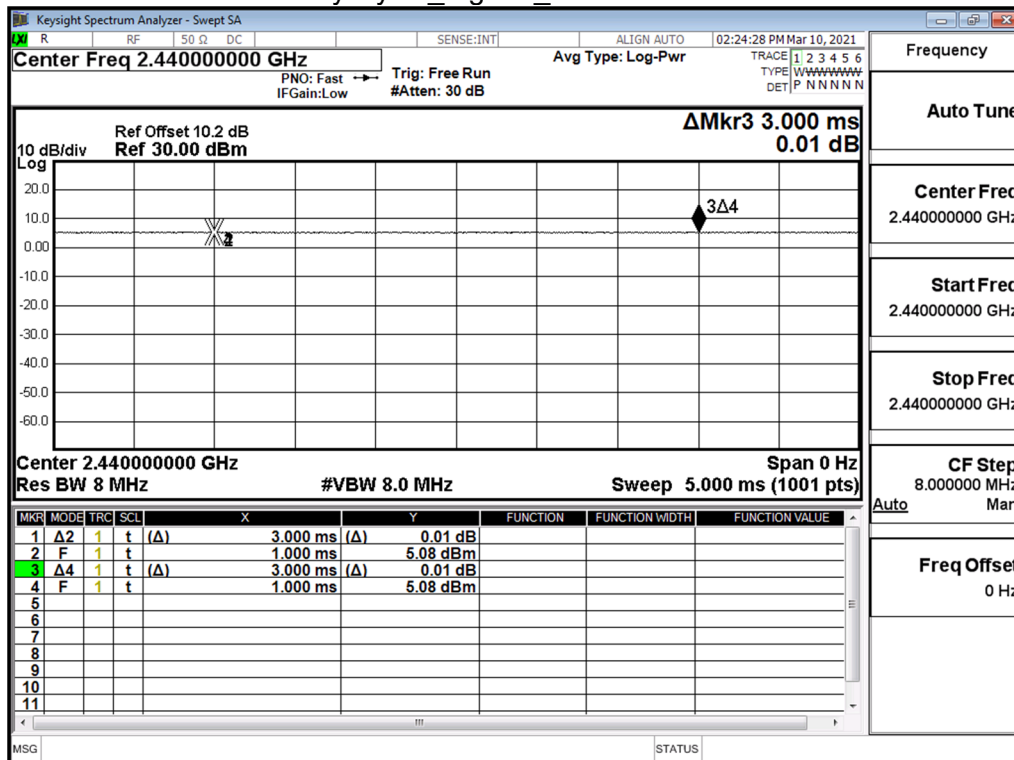 Keysight Spectrum Analyzer - Swept SA
LXI R RF 50 Ω DC SENSE:INT ALIGN AUTO 02:24:28 PM Mar 10, 2021
Center Freq 2.440000000 GHz
PNO: Fast
IFGain:Low
Trig: Free Run
#Atten: 30 dB
Avg Type: Log-Pwr
TRACE 1 2 3 4 5 6
TYPE WWWWWW
DET P N N N N N
ΔMkr3 3.000 ms
0.01 dB
Ref Offset 10.2 dB
Ref 30.00 dBm
10 dB/div
Log
20.0
10.0
0.00
-10.0
-20.0
-30.0
-40.0
-50.0
-60.0
3Δ4
Center 2.440000000 GHz Span 0 Hz
Res BW 8 MHz #VBW 8.0 MHz Sweep 5.000 ms (1001 pts)
MKR MODE TRC SCL X Y FUNCTION FUNCTION WIDTH FUNCTION VALUE
1 Δ2 1 t (Δ) 3.000 ms (Δ) 0.01 dB
2 F 1 t 1.000 ms 5.08 dBm
3 Δ4 1 t (Δ) 3.000 ms (Δ) 0.01 dB
4 F 1 t 1.000 ms 5.08 dBm
5
6
7
8
9
10
11
MSG STATUS
Frequency
Auto Tune
Center Freq
2.440000000 GHz
Start Freq
2.440000000 GHz
Stop Freq
2.440000000 GHz
CF Step
8.000000 MHz
Auto Man
Freq Offset
0 Hz